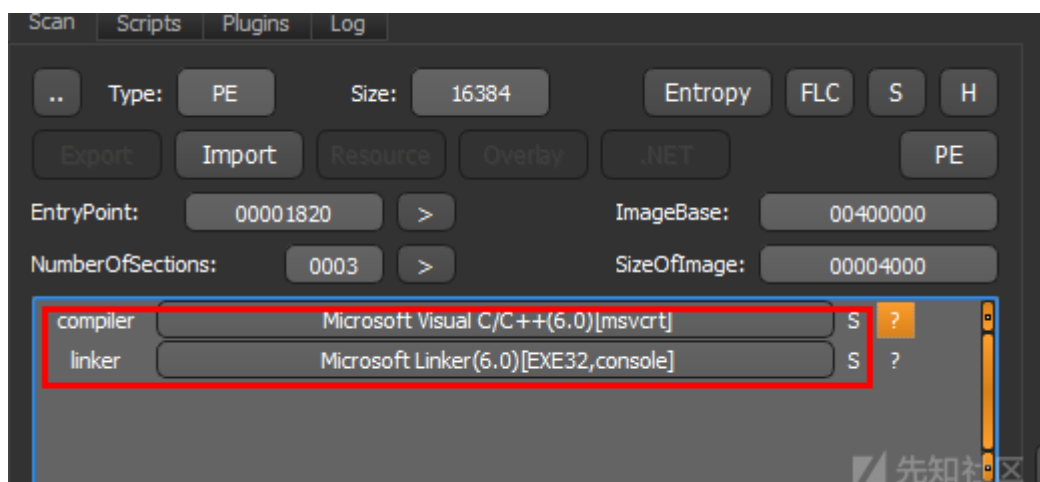 Scan Scripts Plugins Log
.. Type: PE Size: 16384 Entropy FLC S H
Export Import Resource Overlay .NET PE
EntryPoint: 00001820 > ImageBase: 00400000
NumberOfSections: 0003 > SizeOfImage: 00004000
compiler Microsoft Visual C/C++(6.0)[msvcrt] S ?
linker Microsoft Linker(6.0)[EXE32,console] S ?
先知社区